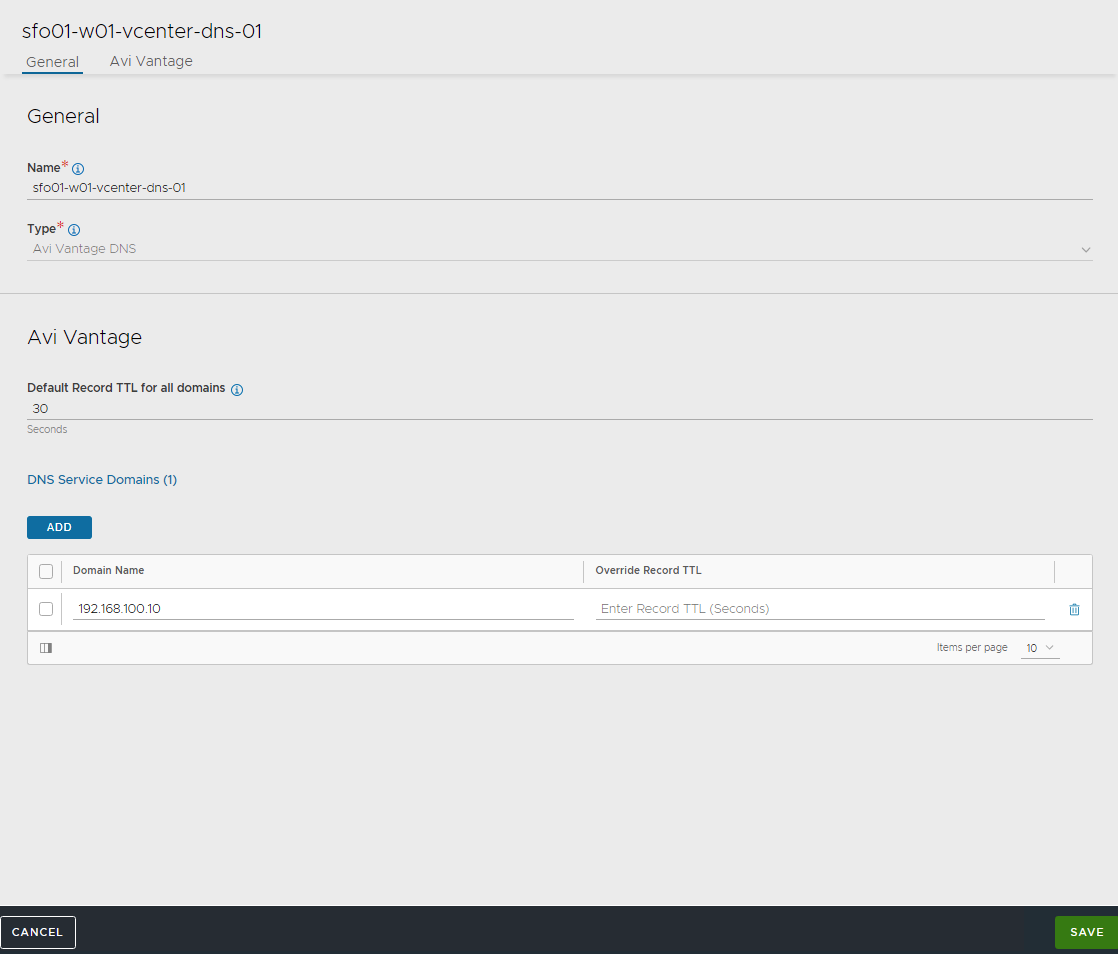 sfo01-w01-vcenter-dns-01
General Avi Vantage
General
Name*
sfo01-w01-vcenter-dns-01
Type*
Avi Vantage DNS
Avi Vantage
Default Record TTL for all domains
30
Seconds
DNS Service Domains (1)
ADD
Domain Name Override Record TTL
192.168.100.10 Enter Record TTL (Seconds)
Items per page 10
CANCEL SAVE